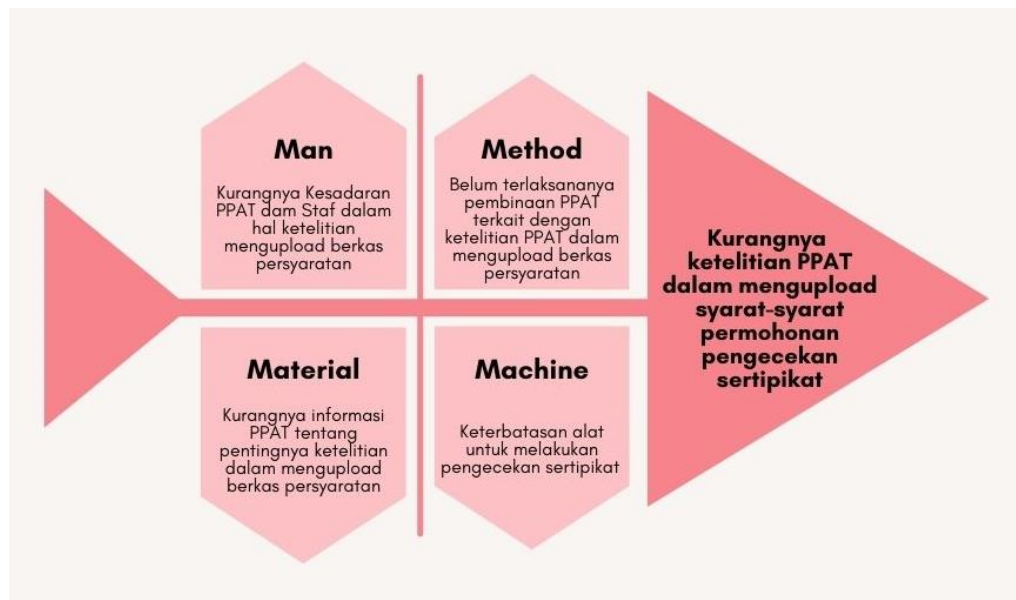 Man
Kurangnya Kesadaran
PPAT dam Staf dalam
hal ketelitian
mengupload berkas
persyaratan
Method
Belum terlaksananya
pembinaan PPAT
terkait dengan
ketelitian PPAT dalam
mengupload berkas
persyaratan
Material
Kurangnya informasi
PPAT tentang
pentingnya ketelitian
dalam mengupload
berkas persyaratan
Machine
Keterbatasan alat
untuk melakukan
pengecekan sertipikat
Kurangnya
ketelitian PPAT
dalam mengupload
syarat-syarat
permohonan
pengecekan
sertipikat